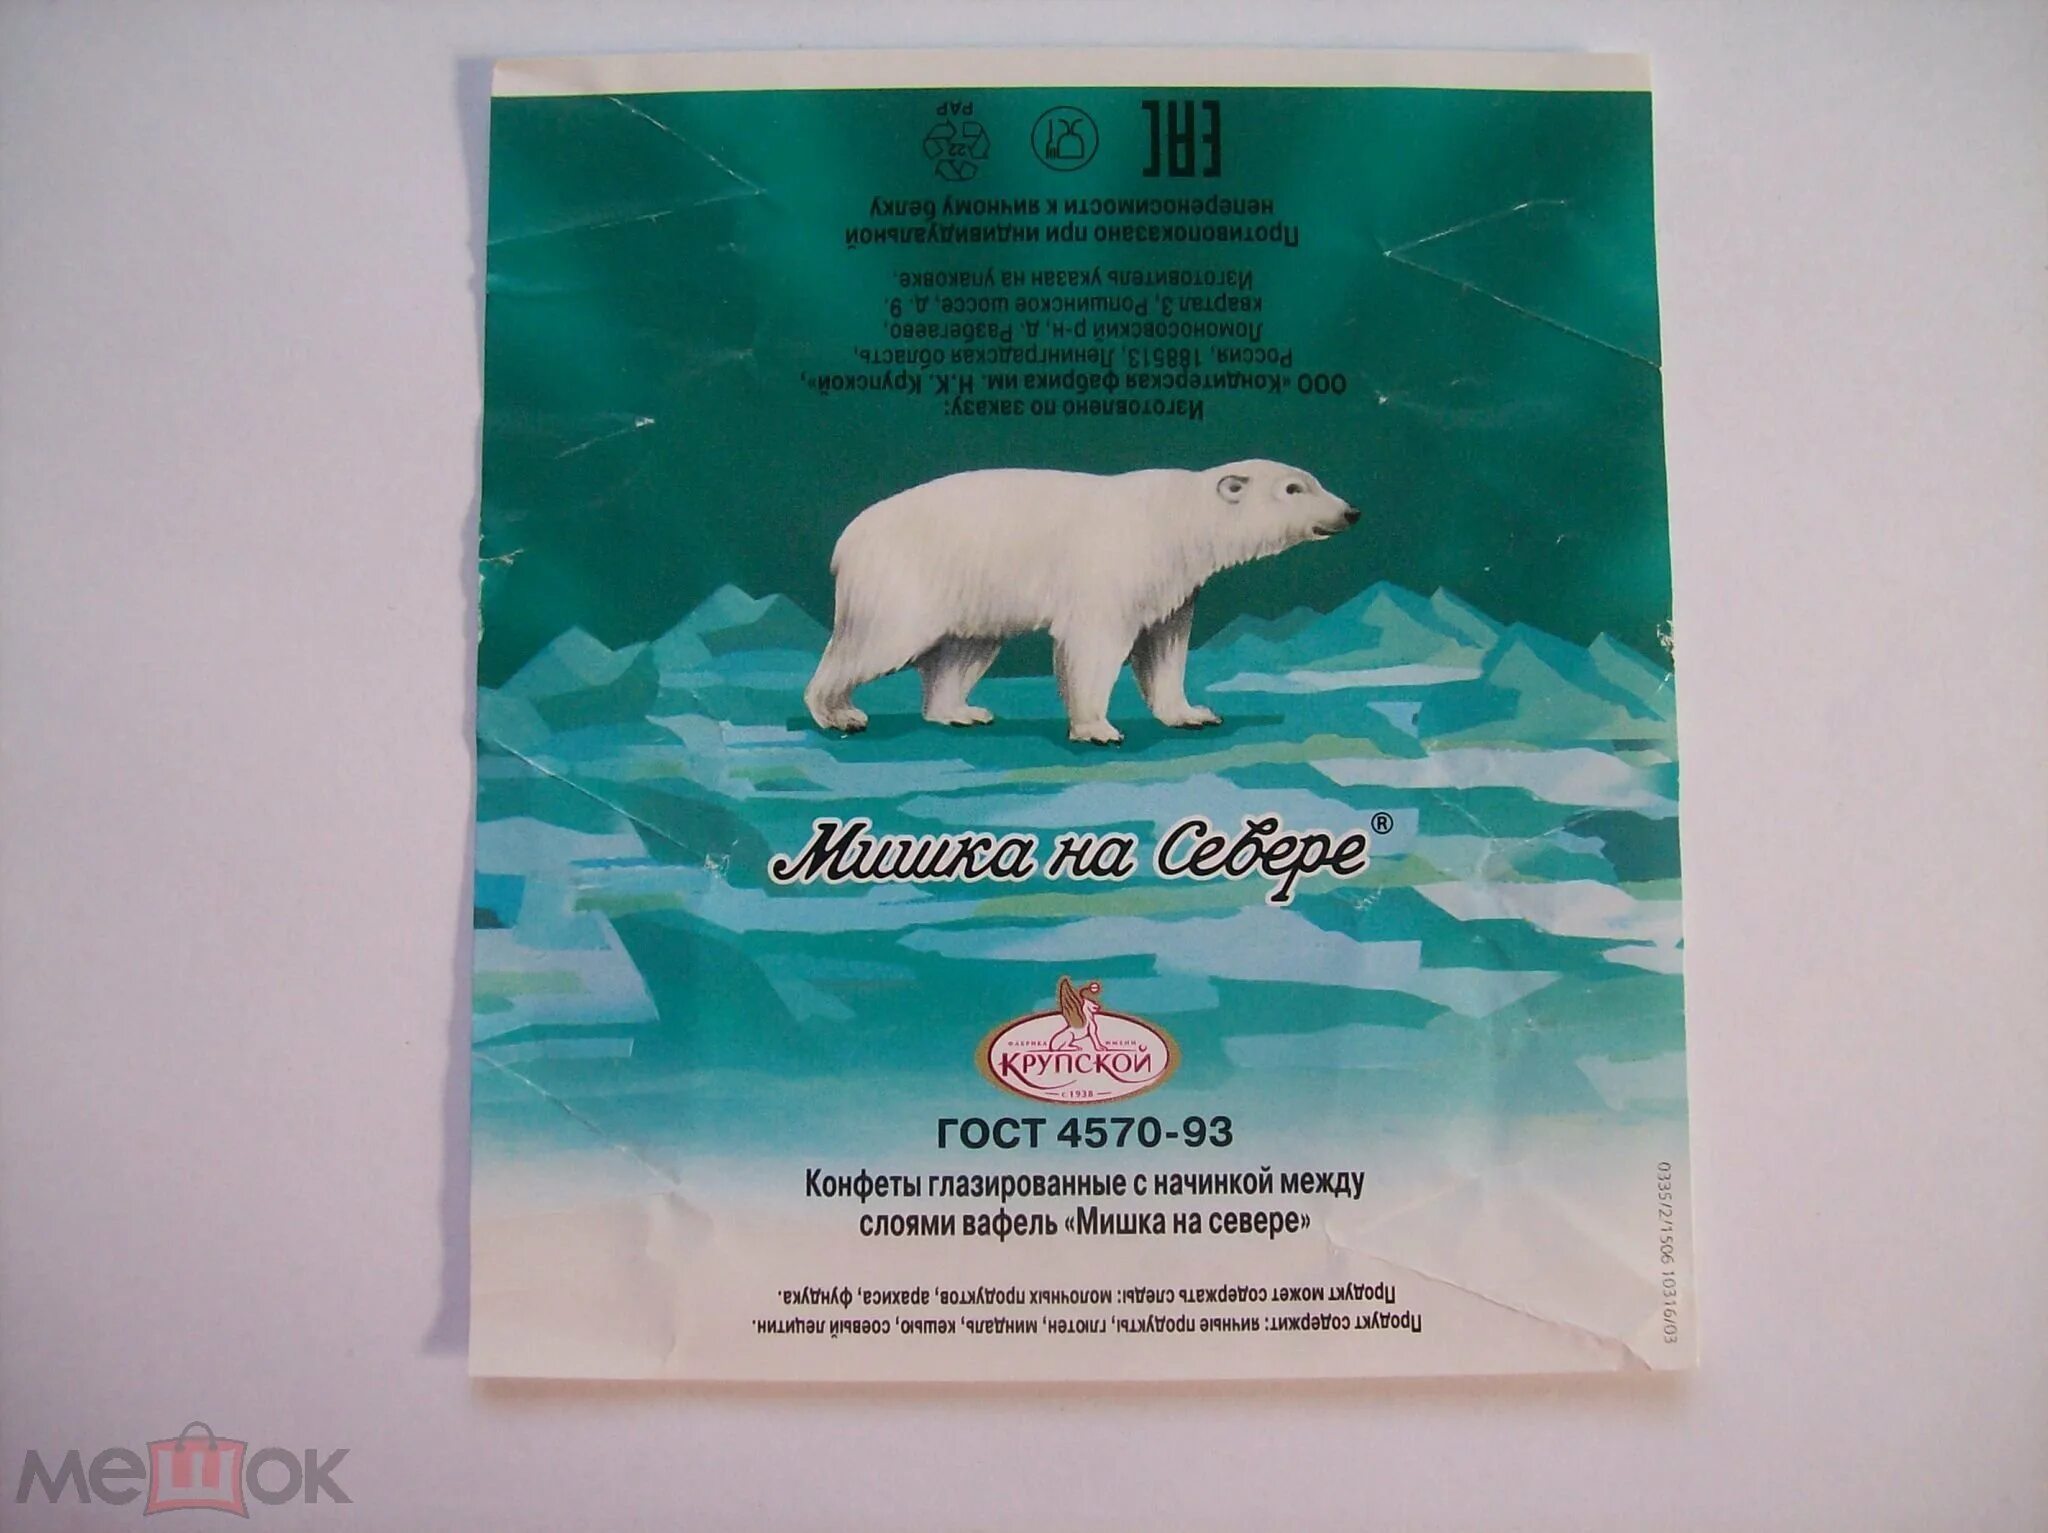 Изготовлено по заказу:
ООО «Кондитерская фабрика им. Н.К. Крупской»,
Россия, 188513, Ленинградская область,
Ломоносовский р-н, д. Разбегаево,
квартал 3, Ропшинское шоссе, д. 9.
Изготовитель указан на упаковке.
Противопоказано при индивидуальной
непереносимости к яичному белку
EAC
22
PAP
Мишка на Севере®
ФАБРИКА ИМЕНИ
КРУПСКОЙ
с 1938
ГОСТ 4570-93
Конфеты глазированные с начинкой между
слоями вафель «Мишка на севере»
Продукт содержит: яичные продукты, глютен, миндаль, кешью, соевый лецитин.
Продукт может содержать следы: молочных продуктов, арахиса, фундука.
0335/2/1506 10316/03
мешок